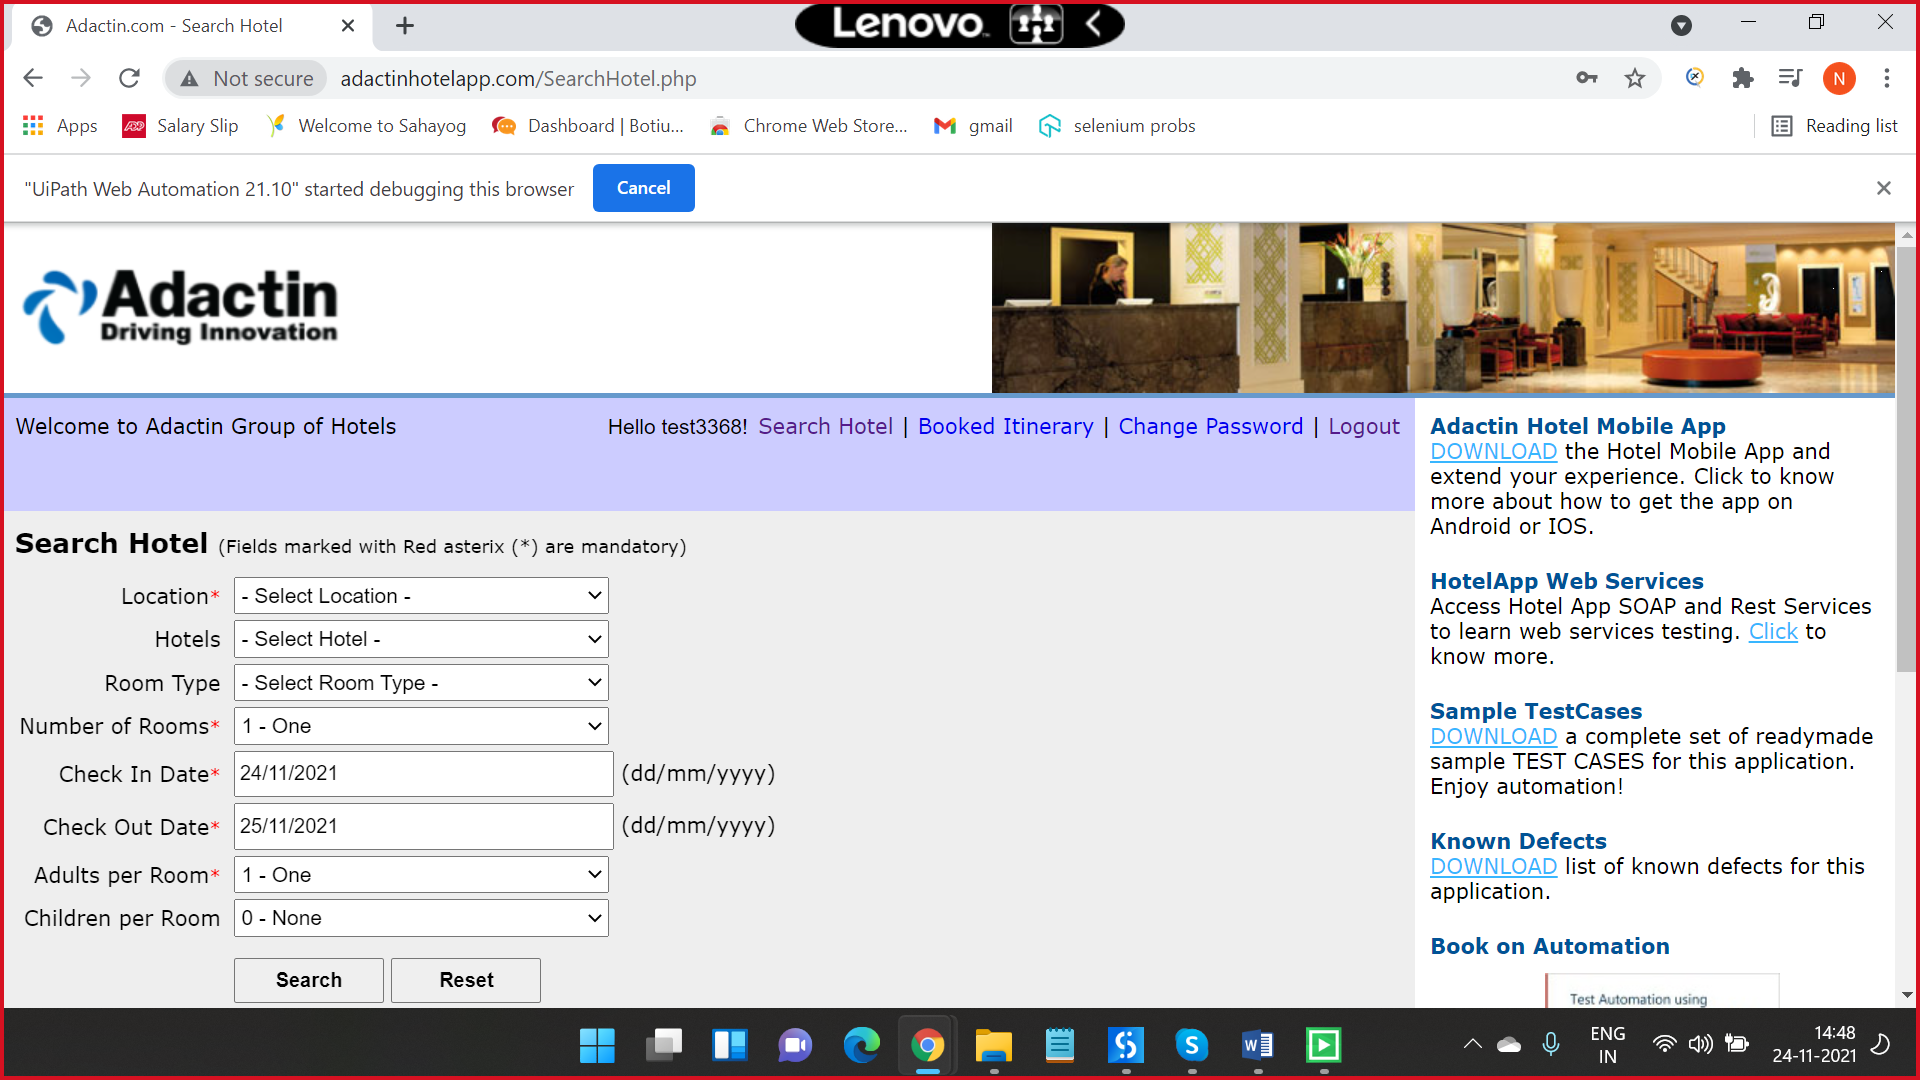 Adactin.com - Search Hotel
Lenovo
Not secure
adactinhotelapp.com/SearchHotel.php
N
Apps
Salary Slip
Welcome to Sahayog
Dashboard | Botiu...
Chrome Web Store...
gmail
selenium probs
Reading list
"UiPath Web Automation 21.10" started debugging this browser
Cancel
Adactin
Driving Innovation
Welcome to Adactin Group of Hotels
Hello test3368! Search Hotel | Booked Itinerary | Change Password | Logout
Search Hotel (Fields marked with Red asterix (*) are mandatory)
Location* - Select Location -
Hotels - Select Hotel -
Room Type - Select Room Type -
Number of Rooms* 1 - One
Check In Date* 24/11/2021 (dd/mm/yyyy)
Check Out Date* 25/11/2021 (dd/mm/yyyy)
Adults per Room* 1 - One
Children per Room 0 - None
Search
Reset
Adactin Hotel Mobile App
DOWNLOAD the Hotel Mobile App and
extend your experience. Click to know
more about how to get the app on
Android or IOS.
HotelApp Web Services
Access Hotel App SOAP and Rest Services
to learn web services testing. Click to
know more.
Sample TestCases
DOWNLOAD a complete set of readymade
sample TEST CASES for this application.
Enjoy automation!
Known Defects
DOWNLOAD list of known defects for this
application.
Book on Automation
Test Automation using
ENG
IN
14:48
24-11-2021